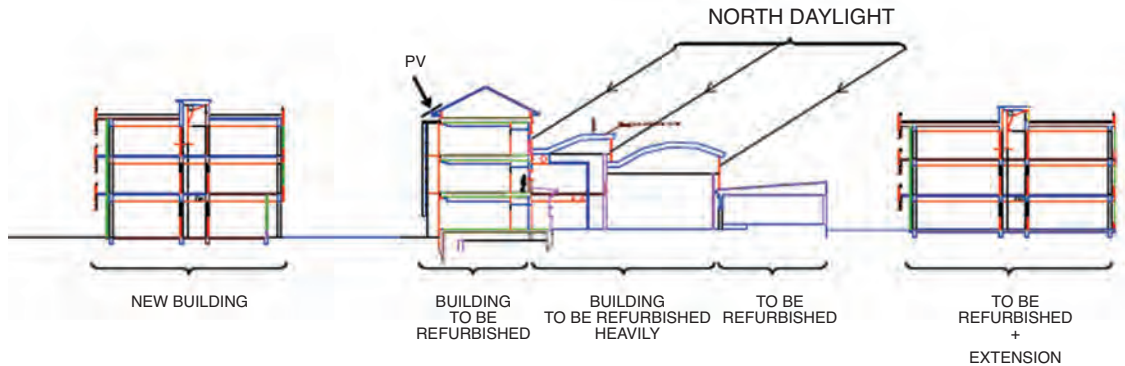 NORTH DAYLIGHT
PV
NEW BUILDING
BUILDING
TO BE
REFURBISHED
BUILDING
TO BE REFURBISHED
HEAVILY
TO BE
REFURBISHED
TO BE
REFURBISHED
+
EXTENSION